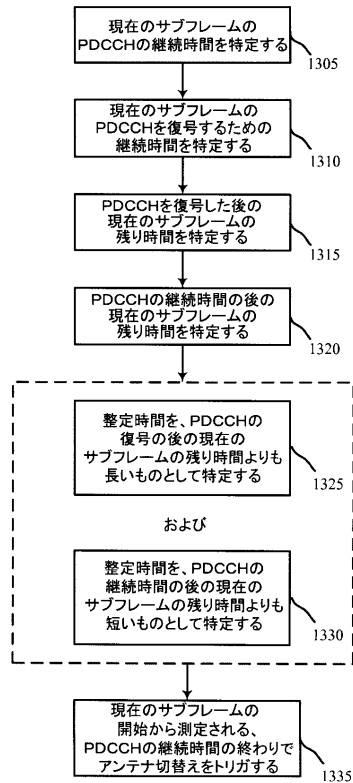 現在のサブフレームの
PDCCHの継続時間を特定する
1305
現在のサブフレームの
PDCCHを復号するための
継続時間を特定する
1310
PDCCHを復号した後の
現在のサブフレームの
残り時間を特定する
1315
PDCCHの継続時間の後の
現在のサブフレームの
残り時間を特定する
1320
整定時間を、PDCCHの
復号の後の現在の
サブフレームの残り時間よりも
長いものとして特定する
1325
および
整定時間を、PDCCHの
継続時間の後の現在の
サブフレームの残り時間よりも
短いものとして特定する
1330
現在のサブフレームの
開始から測定される、
PDCCHの継続時間の終わりで
アンテナ切替えをトリガする
1335